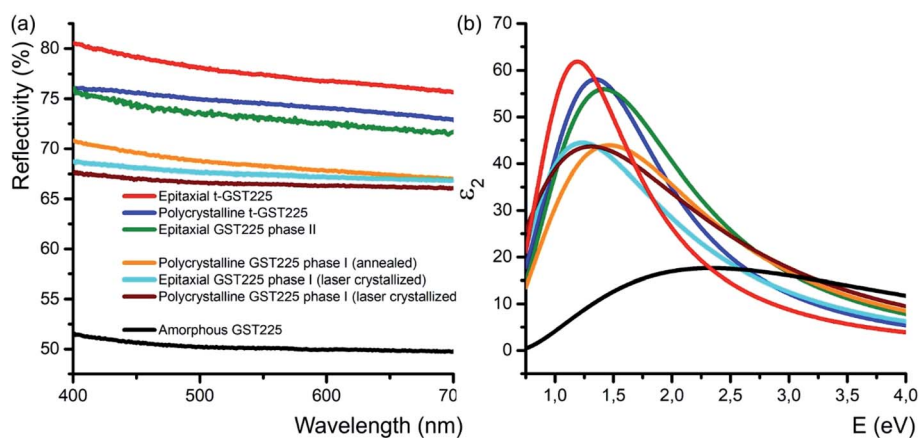 (a)
Reflectivity (%)
80
75
70
65
60
55
50
Epitaxial t-GST225
Polycrystalline t-GST225
Epitaxial GST225 phase II
Polycrystalline GST225 phase I (annealed)
Epitaxial GST225 phase I (laser crystallized)
Polycrystalline GST225 phase I (laser crystallized
Amorphous GST225
400 500 600 70
Wavelength (nm)
(b)
ε2
70
60
50
40
30
20
10
0
1,0 1,5 2,0 2,5 3,0 3,5 4,0
E (eV)